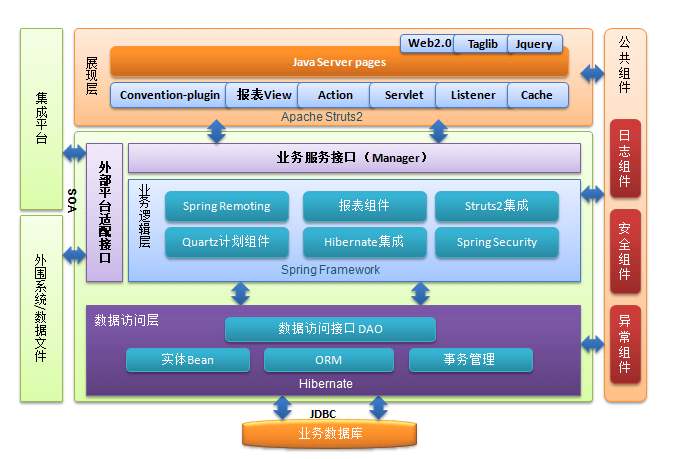 Web2.0 Taglib Jquery
展现层
Java Server pages
Convention-plugin 报表View Action Servlet Listener Cache
Apache Struts2
集成平台
SOA
外围系统/数据文件
外部平台适配接口
业务服务接口（Manager）
业务逻辑层
Spring Remoting 报表组件 Struts2集成
Quartz计划组件 Hibernate集成 Spring Security
Spring Framework
数据访问层
数据访问接口 DAO
实体Bean ORM 事务管理
Hibernate
JDBC
业务数据库
公共组件
日志组件
安全组件
异常组件